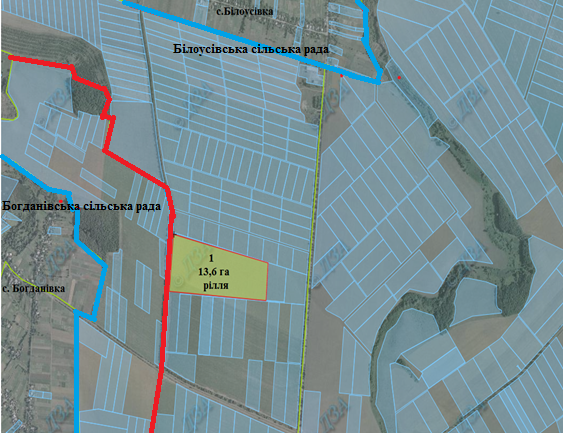 с.Білоусівка
Білоусівська сільська рада
Богданівська сільська рада
1
13,6 га
рілля
с. Богданівка